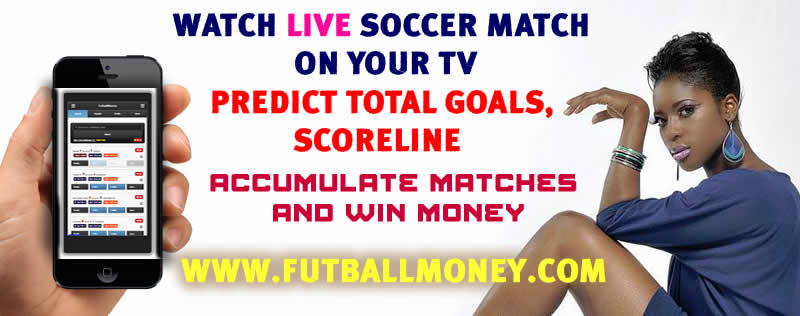 WATCH LIVE SOCCER MATCH
ON YOUR TV
PREDICT TOTAL GOALS,
SCORELINE
ACCUMULATE MATCHES
AND WIN MONEY
WWW.FUTBALLMONEY.COM
FutballMoney